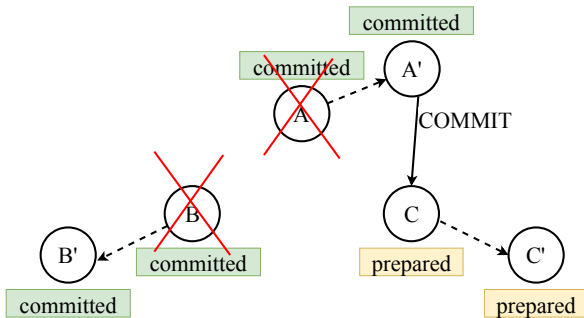 committed
committed
A'
A
COMMIT
B
C
B'
committed
prepared
C'
committed
prepared